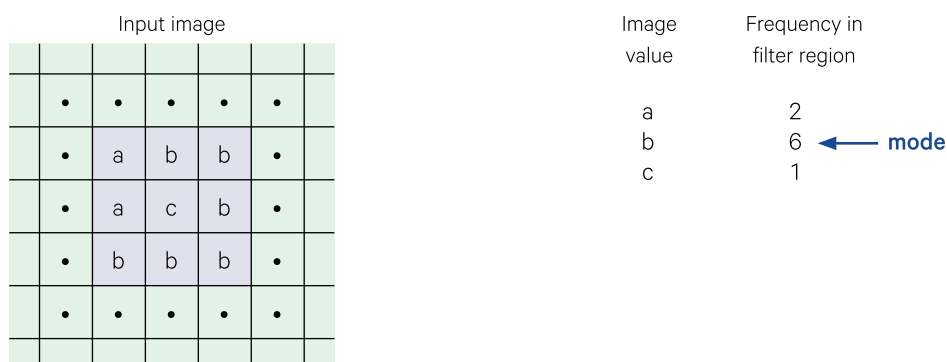 Input image
a b b
a c b
b b b
Image value
Frequency in filter region
a 2
b 6 mode
c 1